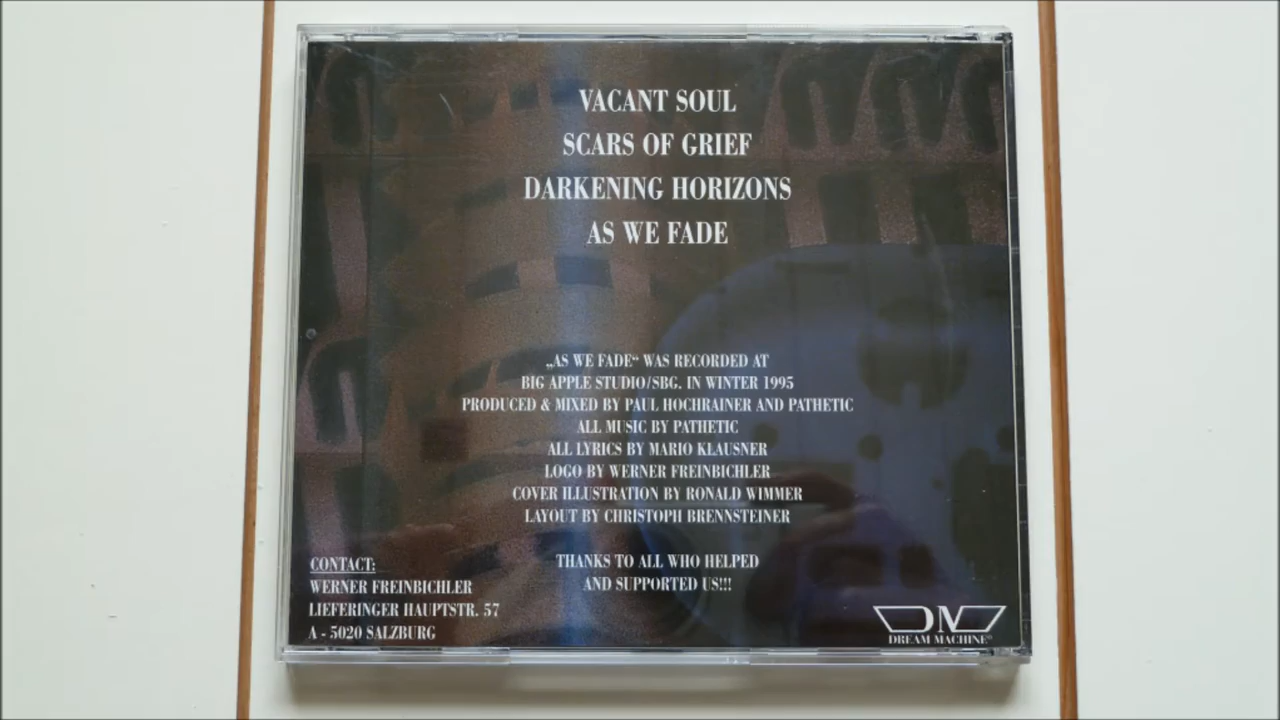 VACANT SOUL
SCARS OF GRIEF
DARKENING HORIZONS
AS WE FADE
„AS WE FADE“ WAS RECORDED AT
BIG APPLE STUDIO/SBG. IN WINTER 1995
PRODUCED & MIXED BY PAUL HOCHRAINER AND PATHETIC
ALL MUSIC BY PATHETIC
ALL LYRICS BY MARIO KLAUSNER
LOGO BY WERNER FREINBICHLER
COVER ILLUSTRATION BY RONALD WIMMER
LAYOUT BY CHRISTOPH BRENNSTEINER
THANKS TO ALL WHO HELPED
AND SUPPORTED US!!!
CONTACT:
WERNER FREINBICHLER
LIEFERINGER HAUPTSTR. 57
A - 5020 SALZBURG
DM
DREAM MACHINE®